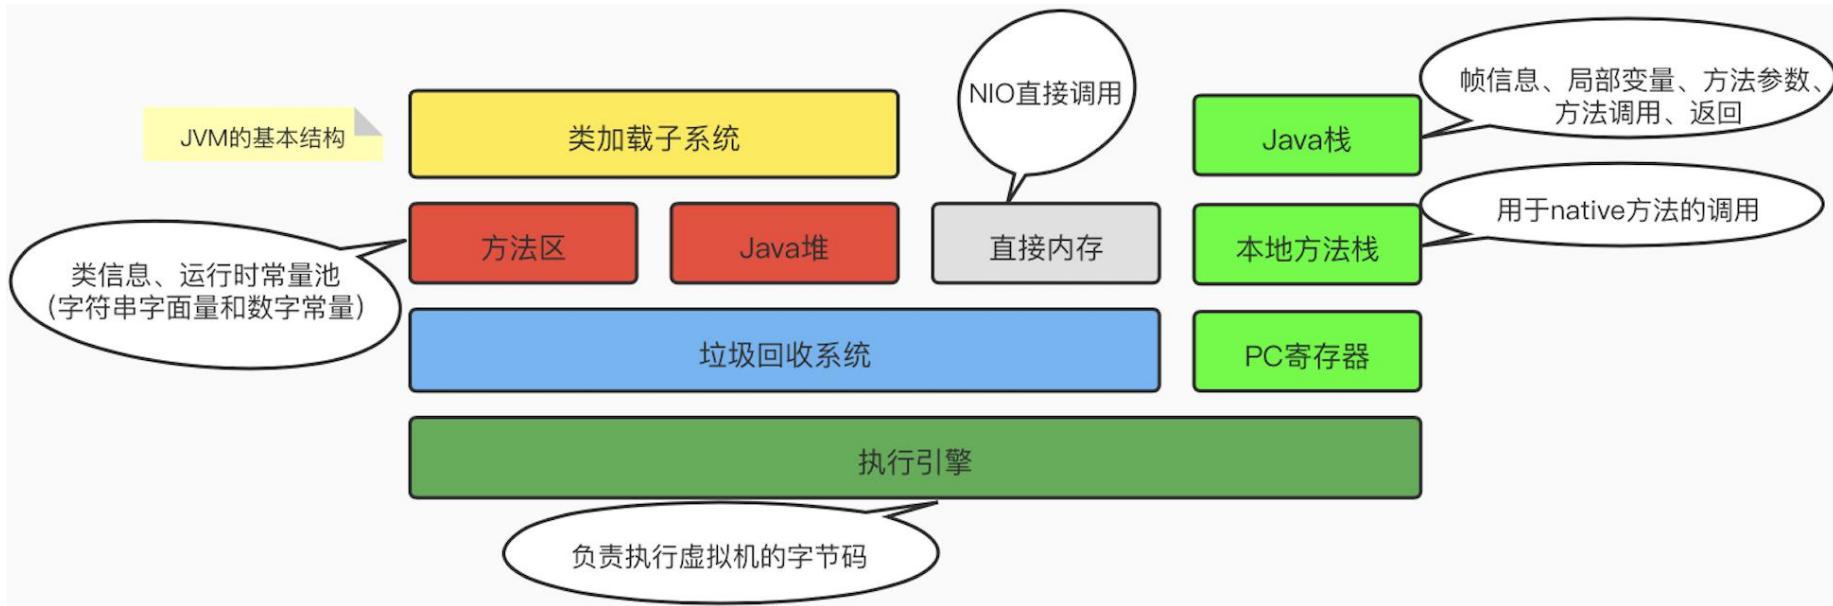 JVM的基本结构
类加载子系统
NIO直接调用
Java栈
帧信息、局部变量、方法参数、
方法调用、返回
方法区
Java堆
直接内存
本地方法栈
用于native方法的调用
类信息、运行时常量池
（字符串字面量和数字常量）
垃圾回收系统
PC寄存器
执行引擎
负责执行虚拟机的字节码